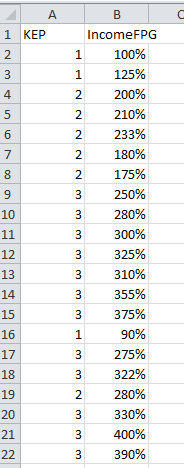 A B C
1 KEP IncomeFPG
2 1 100%
3 1 125%
4 2 200%
5 2 210%
6 2 233%
7 2 180%
8 2 175%
9 3 250%
10 3 280%
11 3 300%
12 3 325%
13 3 310%
14 3 355%
15 3 375%
16 1 90%
17 3 275%
18 3 322%
19 2 280%
20 3 330%
21 3 400%
22 3 390%